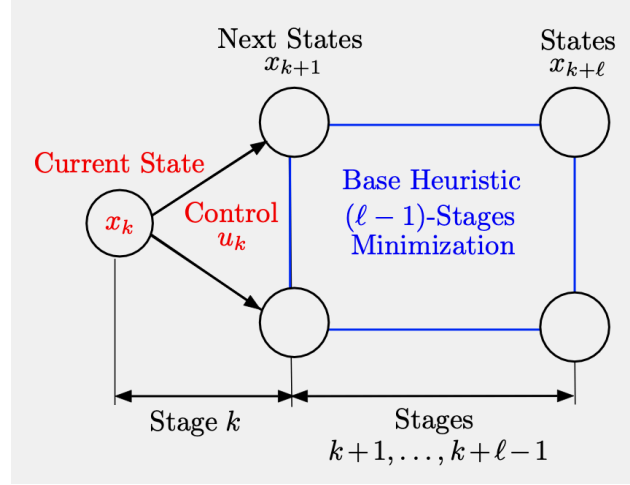 Next States
x_{k+1}
States
x_{k+ℓ}
Current State
x_k
Control
u_k
Base Heuristic
(ℓ − 1)-Stages
Minimization
Stage k
Stages
k+1, . . . , k+ℓ−1